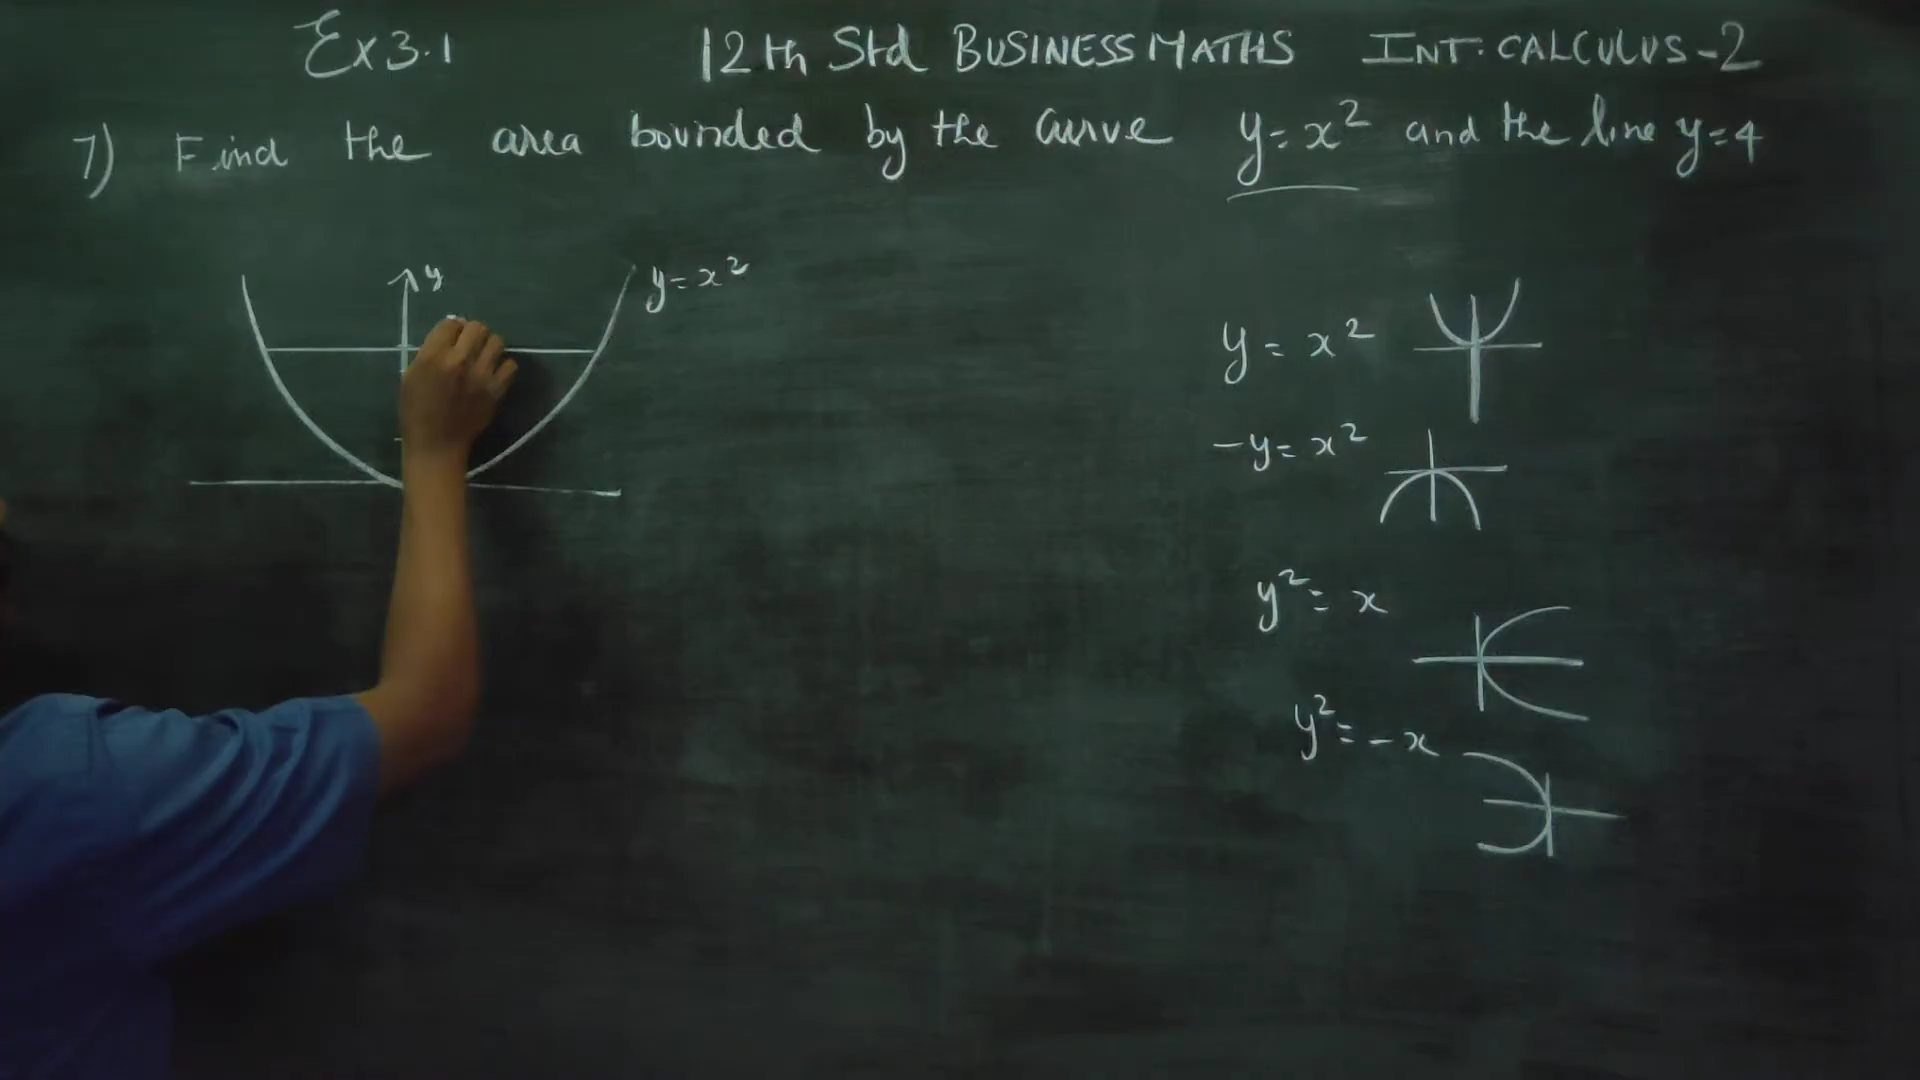 Ex 3.1 12th Std BUSINESS MATHS INT. CALCULUS-2
7) Find the area bounded by the curve y=x² and the line y=4
y
y=x²
y = x²
-y = x²
y² = x
y² = -x